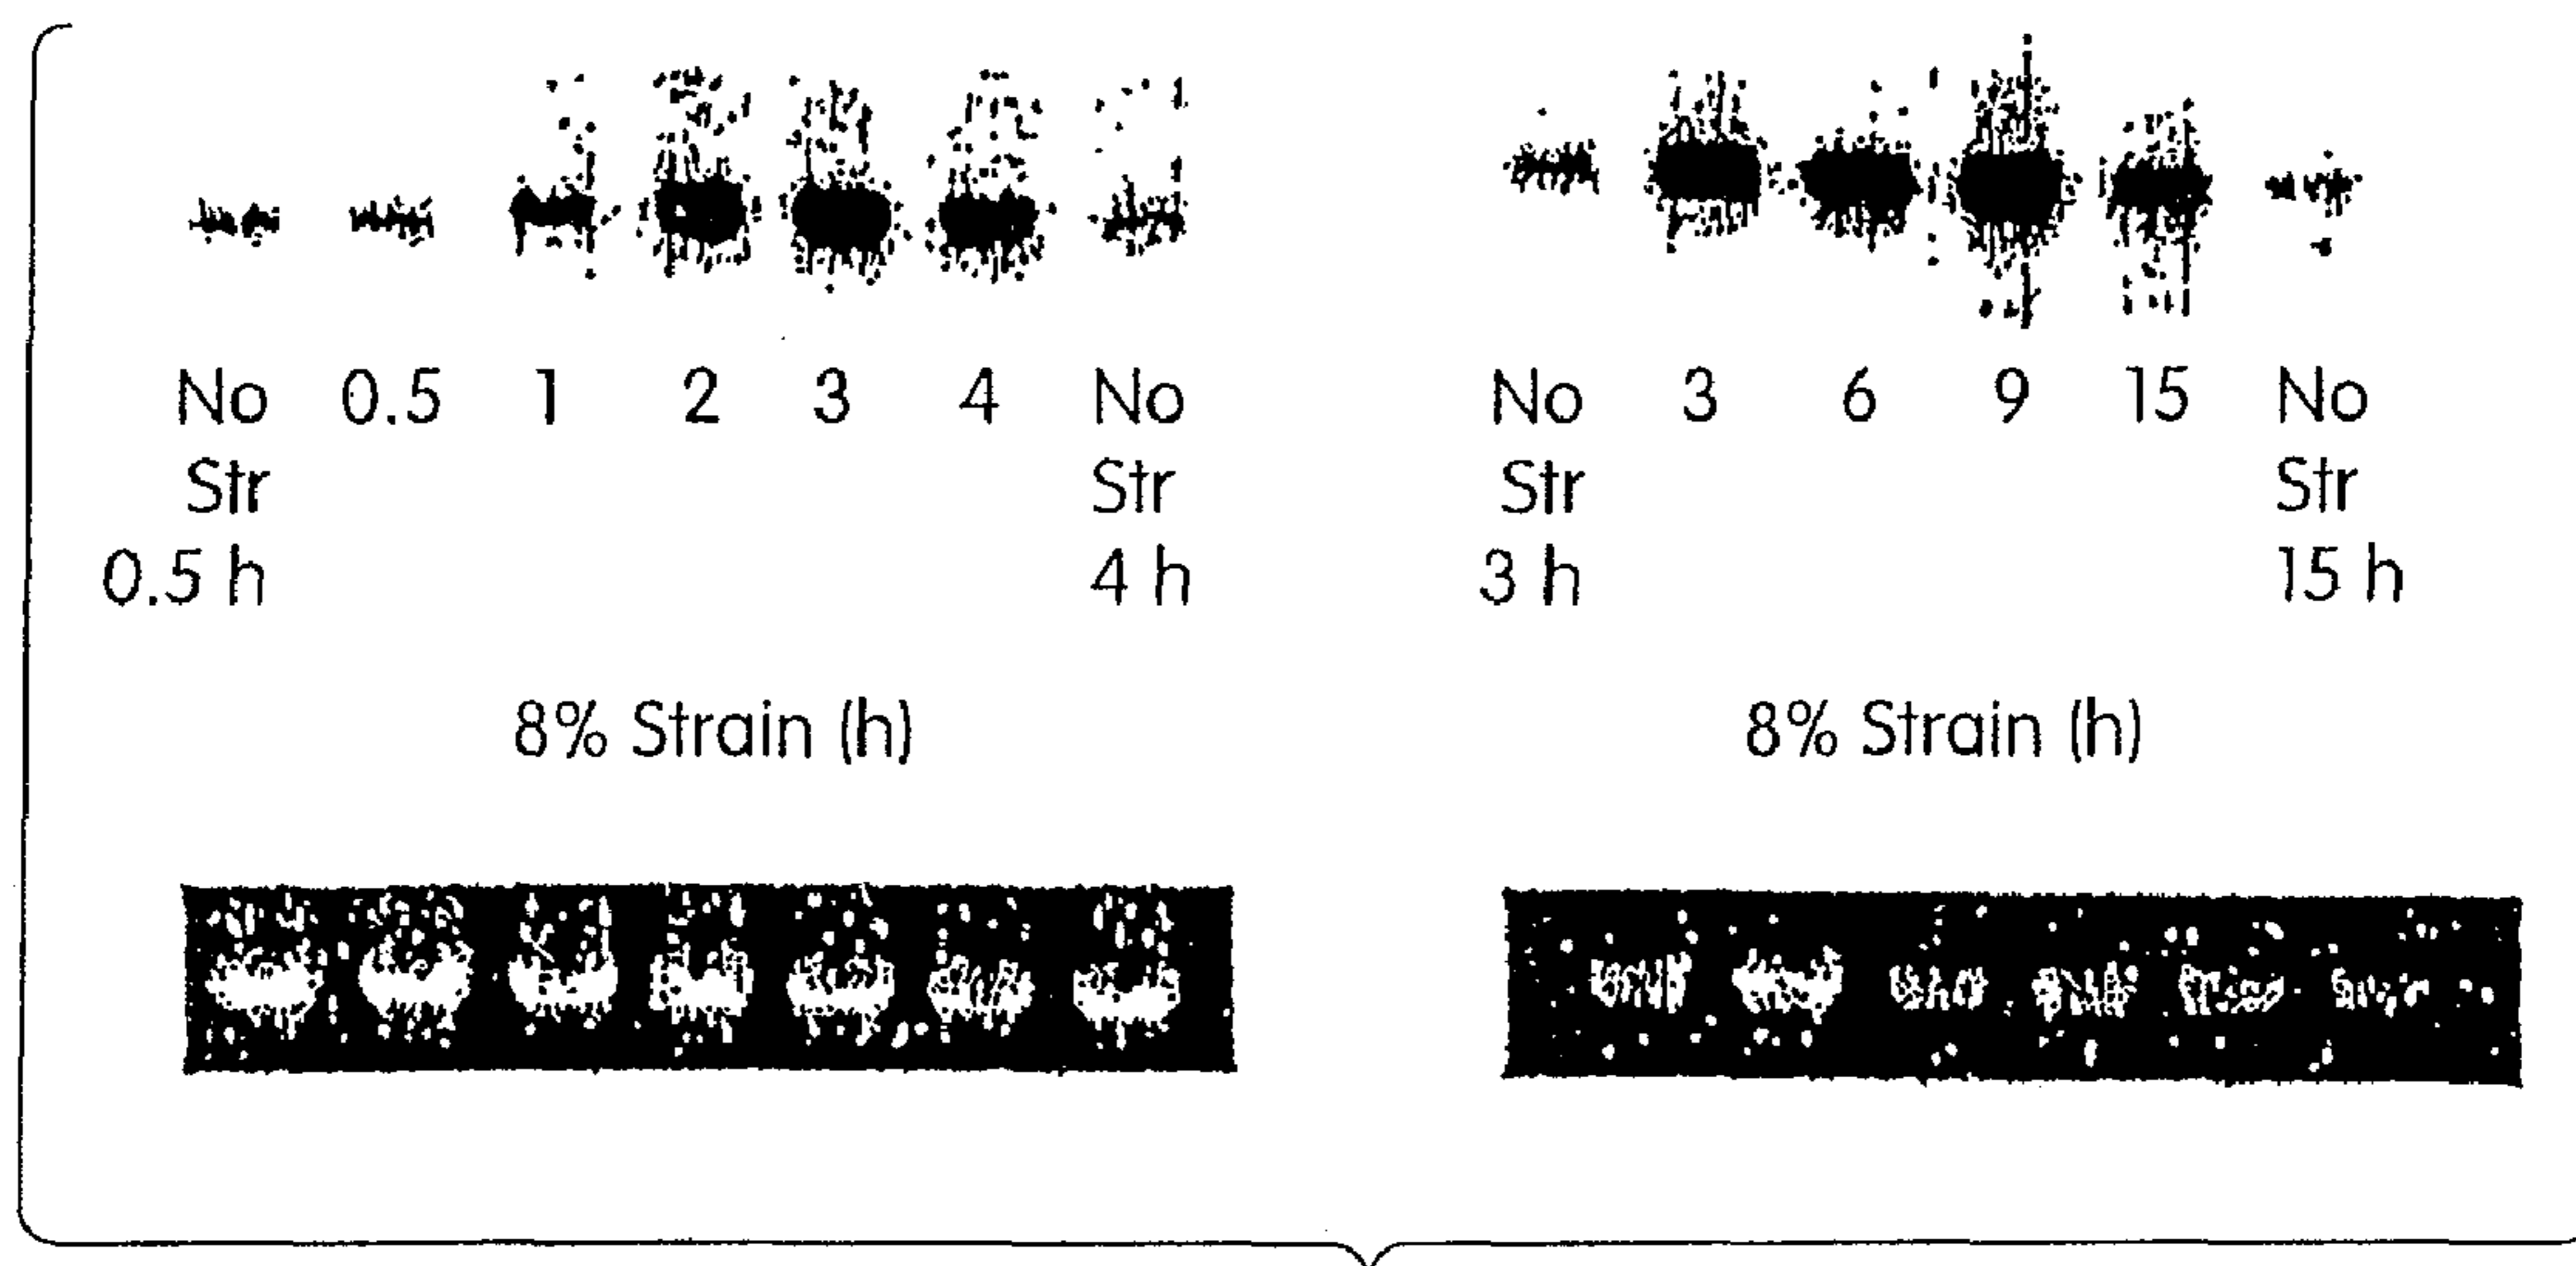 No 0.5 1 2 3 4 No
Str Str
0.5 h 4 h
8% Strain (h)
No 3 6 9 15 No
Str Str
3 h 15 h
8% Strain (h)